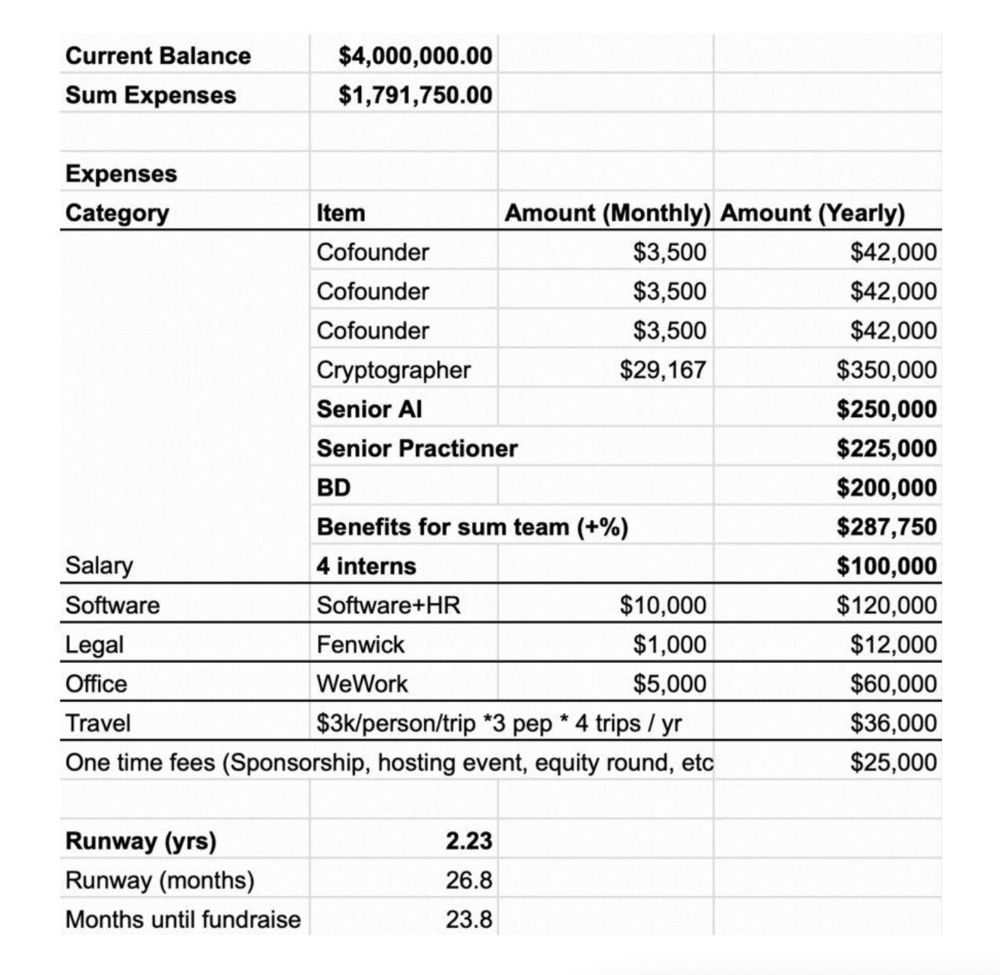 Current Balance $4,000,000.00
Sum Expenses $1,791,750.00
Expenses
Category Item Amount (Monthly) Amount (Yearly)
Cofounder $3,500 $42,000
Cofounder $3,500 $42,000
Cofounder $3,500 $42,000
Cryptographer $29,167 $350,000
Senior AI $250,000
Senior Practioner $225,000
BD $200,000
Benefits for sum team (+%) $287,750
Salary 4 interns $100,000
Software Software+HR $10,000 $120,000
Legal Fenwick $1,000 $12,000
Office WeWork $5,000 $60,000
Travel $3k/person/trip *3 pep * 4 trips / yr $36,000
One time fees (Sponsorship, hosting event, equity round, etc $25,000
Runway (yrs) 2.23
Runway (months) 26.8
Months until fundraise 23.8